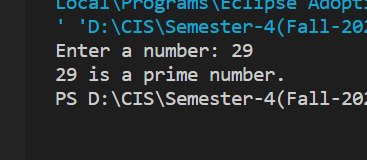 Local\Programs\Eclipse Adopti
' 'D:\CIS\Semester-4(Fall-202
Enter a number: 29
29 is a prime number.
PS D:\CIS\Semester-4(Fall-202